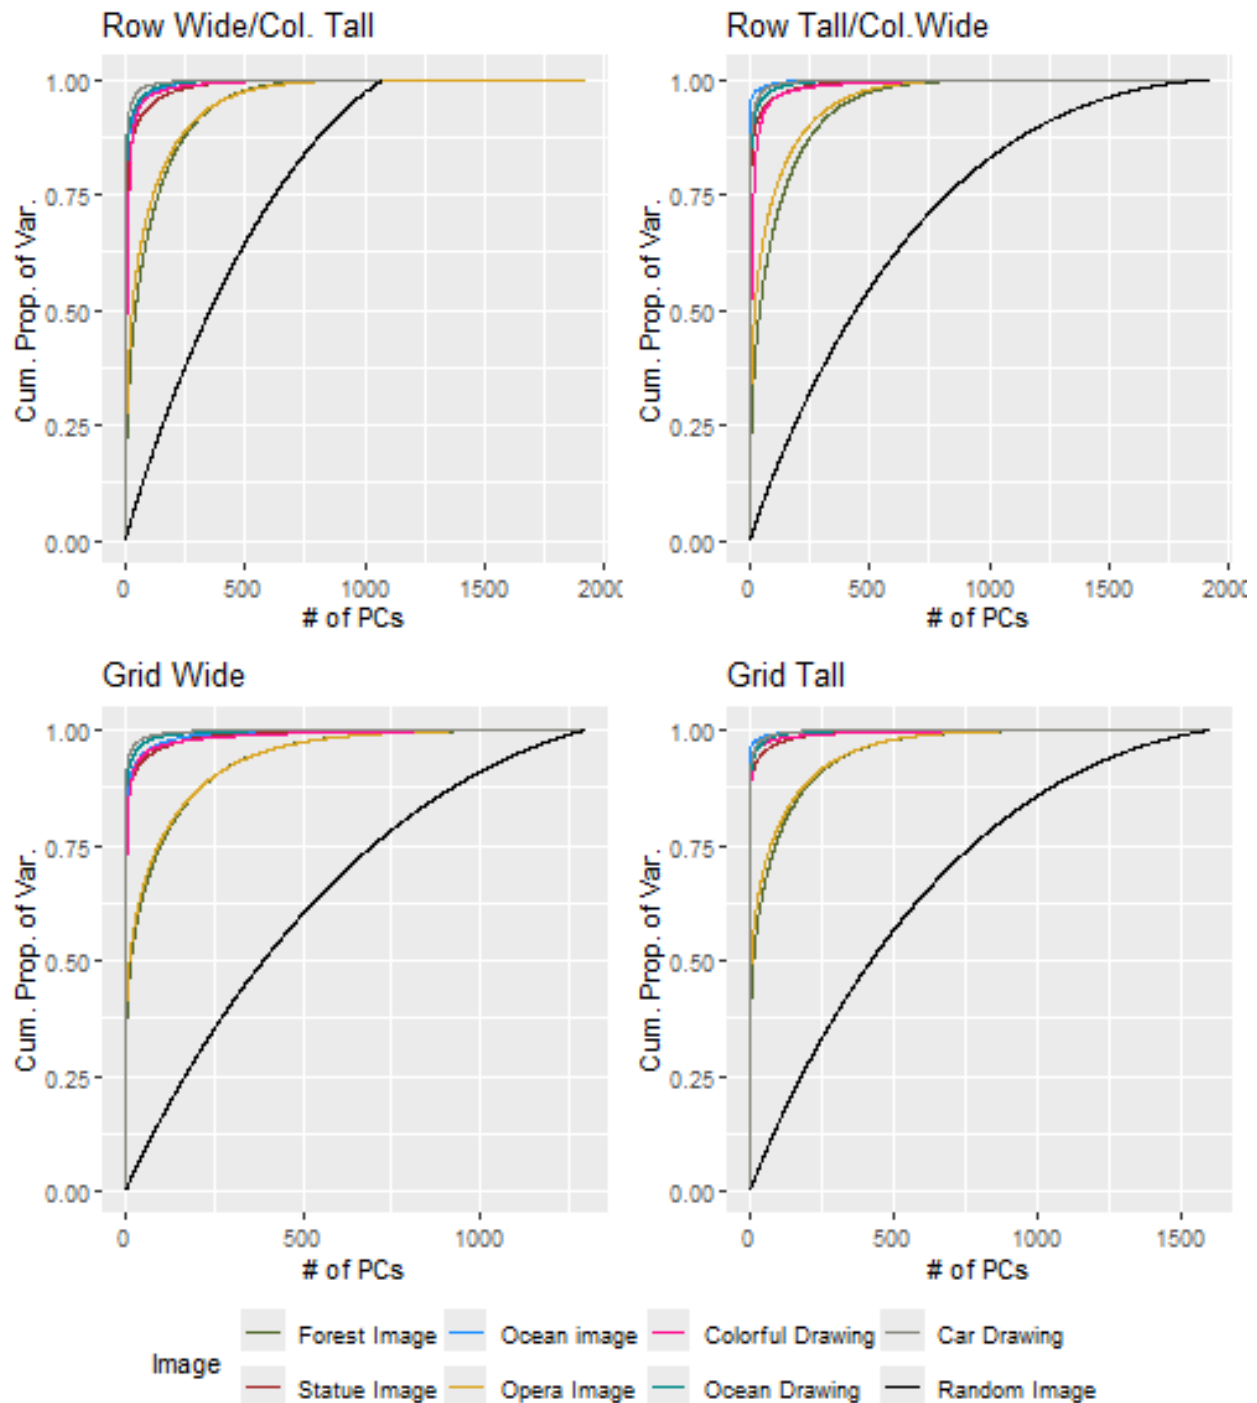 Row Wide/Col. Tall
Row Tall/Col.Wide
Cum. Prop. of Var.
1.00
0.75
0.50
0.25
0.00
0 500 1000 1500 2000
# of PCs
Cum. Prop. of Var.
1.00
0.75
0.50
0.25
0.00
0 500 1000 1500 2000
# of PCs
Grid Wide
Grid Tall
Cum. Prop. of Var.
1.00
0.75
0.50
0.25
0.00
0 500 1000
# of PCs
Cum. Prop. of Var.
1.00
0.75
0.50
0.25
0.00
0 500 1000 1500
# of PCs
Image
Forest Image Ocean image Colorful Drawing Car Drawing
Statue Image Opera Image Ocean Drawing Random Image